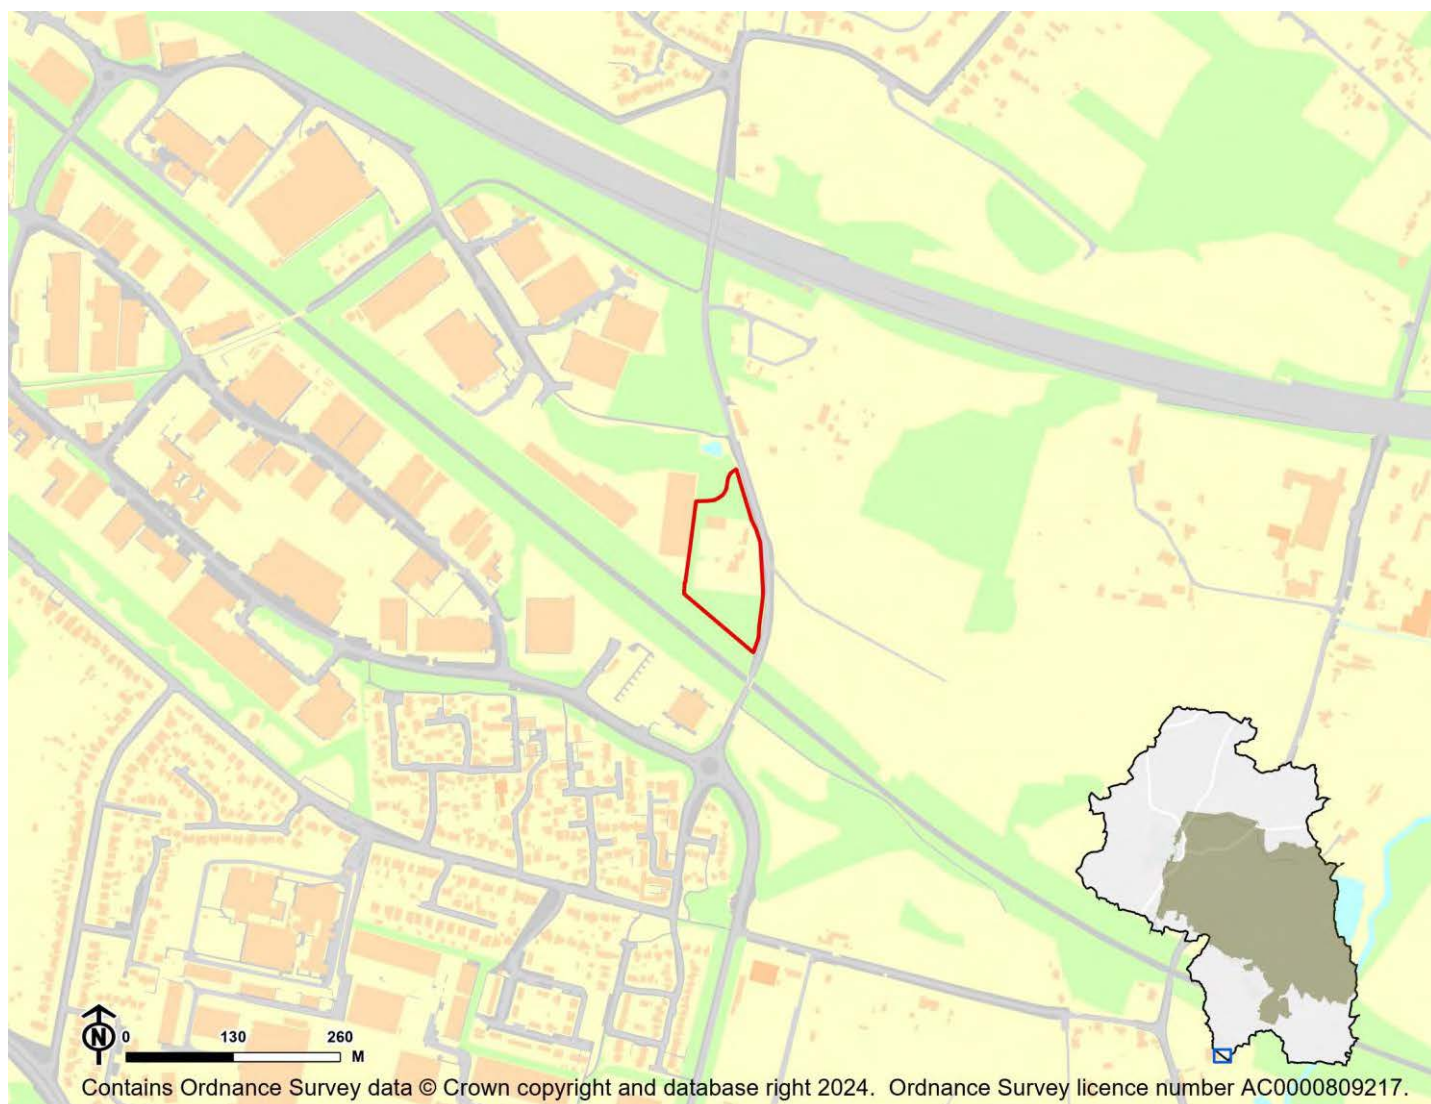 N
0 130 260
M
Contains Ordnance Survey data © Crown copyright and database right 2024. Ordnance Survey licence number AC0000809217.